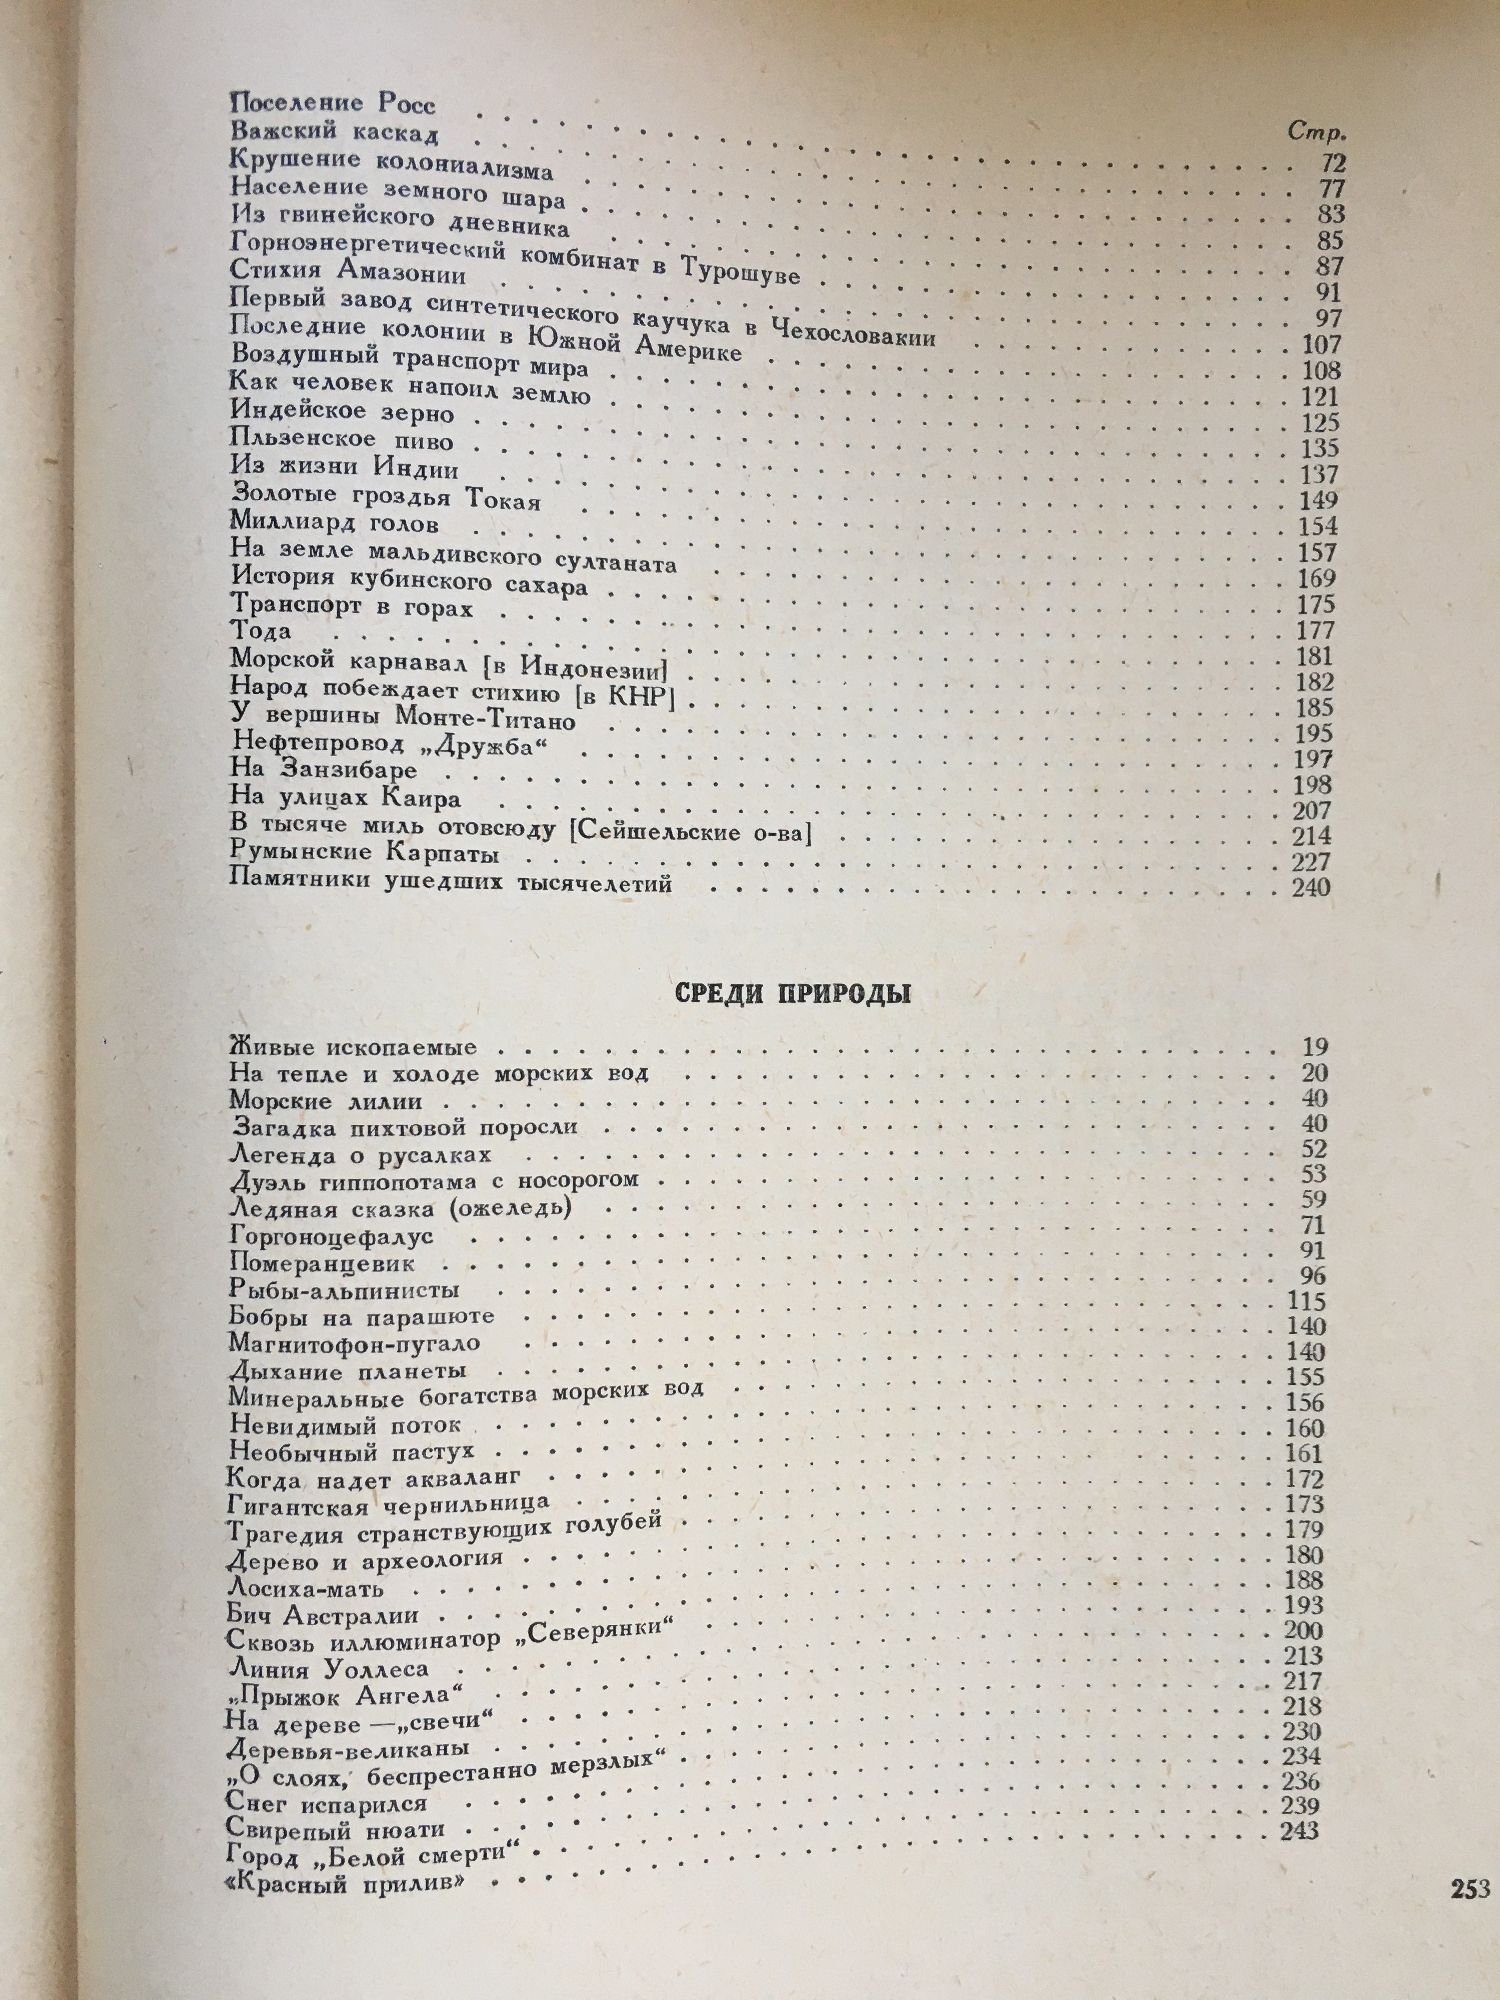 Стр.
Поселение Росс . . . 72
Важский каскад . . . 77
Крушение колониализма . . . 83
Население земного шара . . . 85
Из гвинейского дневника . . . 87
Горноэнергетический комбинат в Турошуве . . . 91
Стихия Амазонии . . . 97
Первый завод синтетического каучука в Чехословакии . . . 107
Последние колонии в Южной Америке . . . 108
Воздушный транспорт мира . . . 121
Как человек напоил землю . . . 125
Индейское зерно . . . 135
Пльзенское пиво . . . 137
Из жизни Индии . . . 149
Золотые гроздья Токая . . . 154
Миллиард голов . . . 157
На земле мальдивского султаната . . . 169
История кубинского сахара . . . 175
Транспорт в горах . . . 177
Тода . . . 181
Морской карнавал [в Индонезии] . . . 182
Народ побеждает стихию [в КНР] . . . 185
У вершины Монте-Титано . . . 195
Нефтепровод „Дружба“ . . . 197
На Занзибаре . . . 198
На улицах Каира . . . 207
В тысяче миль отовсюду [Сейшельские о-ва] . . . 214
Румынские Карпаты . . . 227
Памятники ушедших тысячелетий . . . 240
СРЕДИ ПРИРОДЫ
Живые ископаемые . . . 19
На тепле и холоде морских вод . . . 20
Морские лилии . . . 40
Загадка пихтовой поросли . . . 40
Легенда о русалках . . . 52
Дуэль гиппопотама с носорогом . . . 53
Ледяная сказка (ожеледь) . . . 59
Горгоноцефалус . . . 71
Померанцевик . . . 91
Рыбы-альпинисты . . . 96
Бобры на парашюте . . . 115
Магнитофон-пугало . . . 140
Дыхание планеты . . . 140
Минеральные богатства морских вод . . . 155
Невидимый поток . . . 156
Необычный пастух . . . 160
Когда надет акваланг . . . 161
Гигантская чернильница . . . 172
Трагедия странствующих голубей . . . 173
Дерево и археология . . . 179
Лосиха-мать . . . 180
Бич Австралии . . . 188
Сквозь иллюминатор „Северянки“ . . . 193
Линия Уоллеса . . . 200
„Прыжок Ангела“ . . . 213
На дереве —„свечи“ . . . 217
Деревья-великаны . . . 218
„О слоях, беспрестанно мерзлых“ . . . 230
Снег испарился . . . 234
Свирепый нюати . . . 236
Город „Белой смерти“ . . . 239
«Красный прилив» . . . 243
253